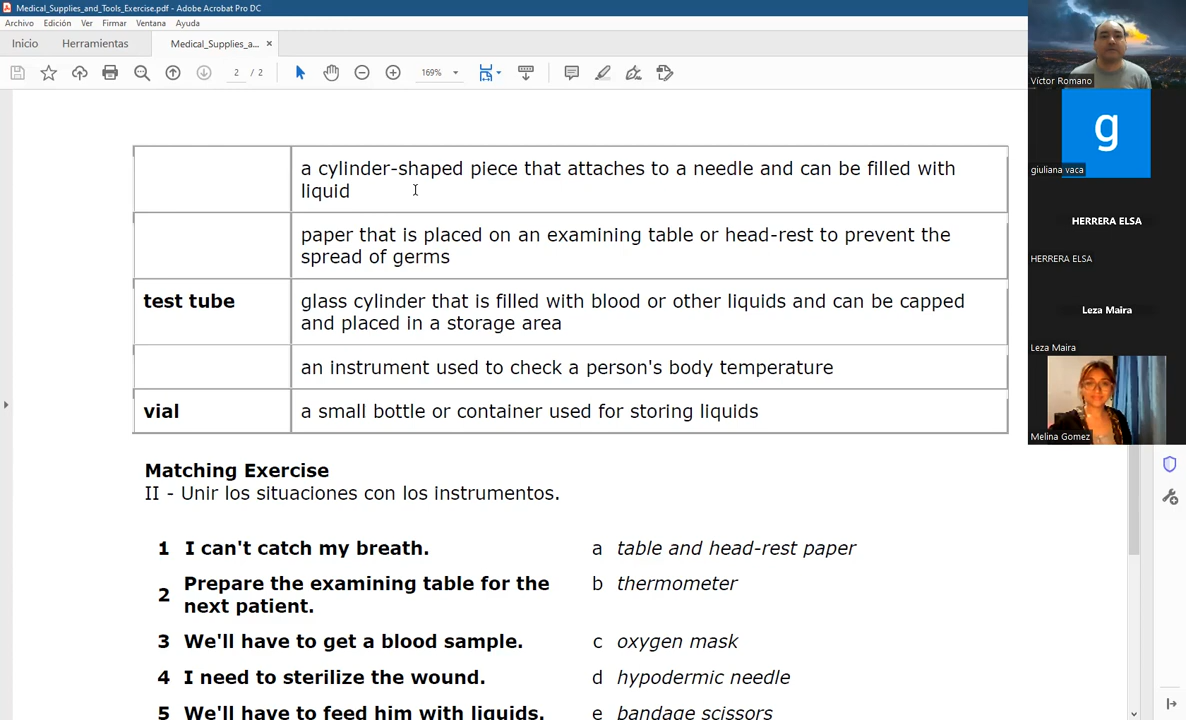 Medical_Supplies_and_Tools_Exercise.pdf - Adobe Acrobat Pro DC
Archivo Edición Ver Firmar Ventana Ayuda
Inicio Herramientas Medical_Supplies_a... ×
2 / 2 169%
a cylinder-shaped piece that attaches to a needle and can be filled with
liquid
paper that is placed on an examining table or head-rest to prevent the
spread of germs
test tube glass cylinder that is filled with blood or other liquids and can be capped
and placed in a storage area
an instrument used to check a person's body temperature
vial a small bottle or container used for storing liquids
Matching Exercise
II - Unir los situaciones con los instrumentos.
1 I can't catch my breath. a table and head-rest paper
2 Prepare the examining table for the
next patient. b thermometer
3 We'll have to get a blood sample. c oxygen mask
4 I need to sterilize the wound. d hypodermic needle
5 We'll have to feed him with liquids. e bandage scissors
Víctor Romano
g
giuliana vaca
HERRERA ELSA
HERRERA ELSA
Leza Maira
Leza Maira
Melina Gomez